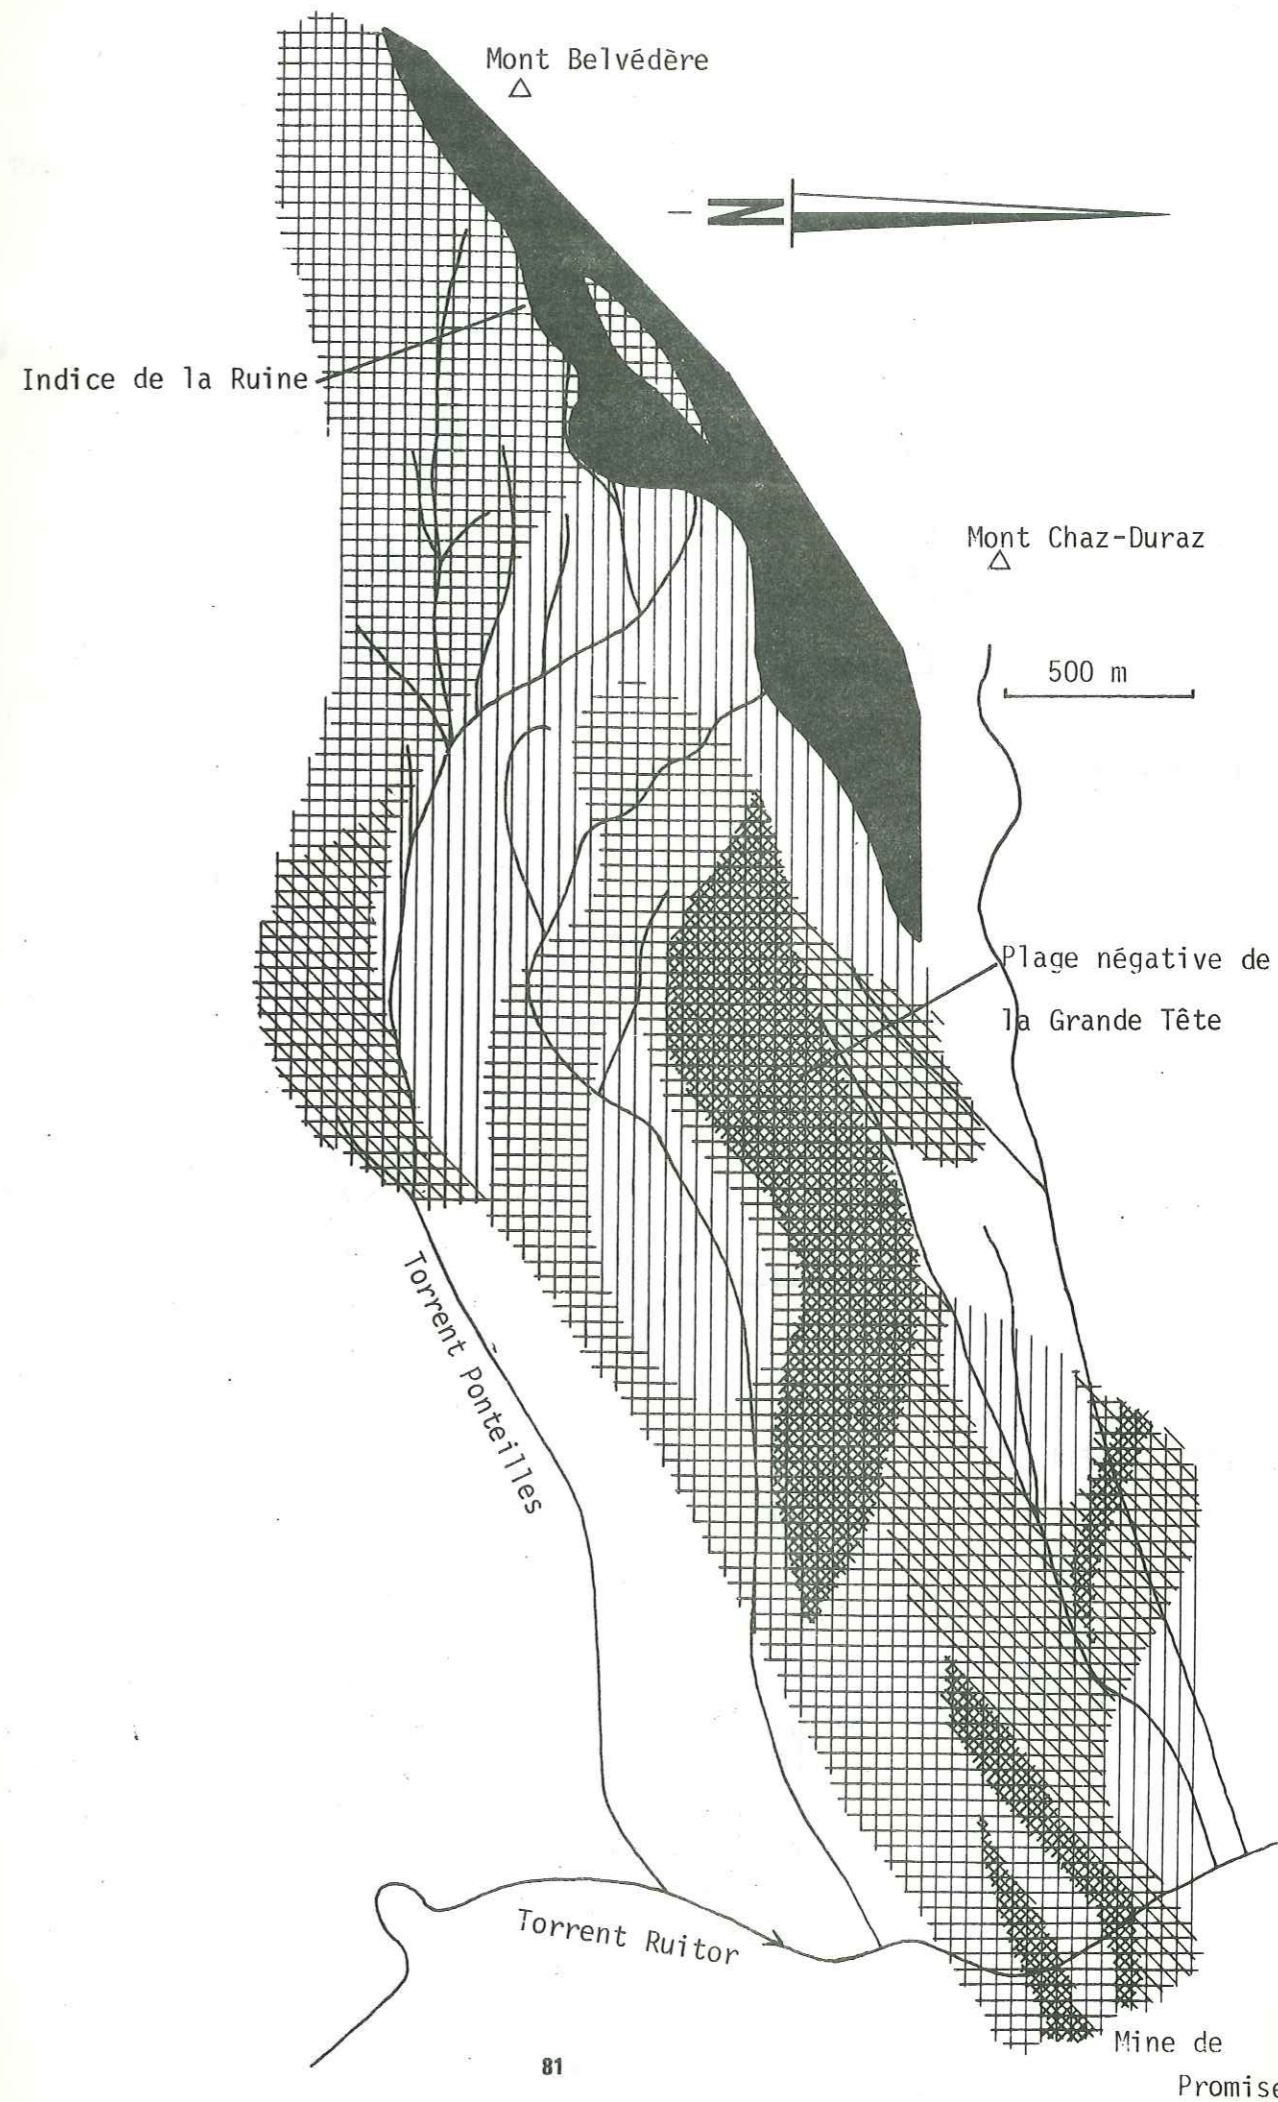 Mont Belvédère
N
Indice de la Ruine
Mont Chaz-Duraz
500 m
Plage négative de
la Grande Tête
Torrent Ponteilles
Torrent Ruitor
Mine de
Promise
81